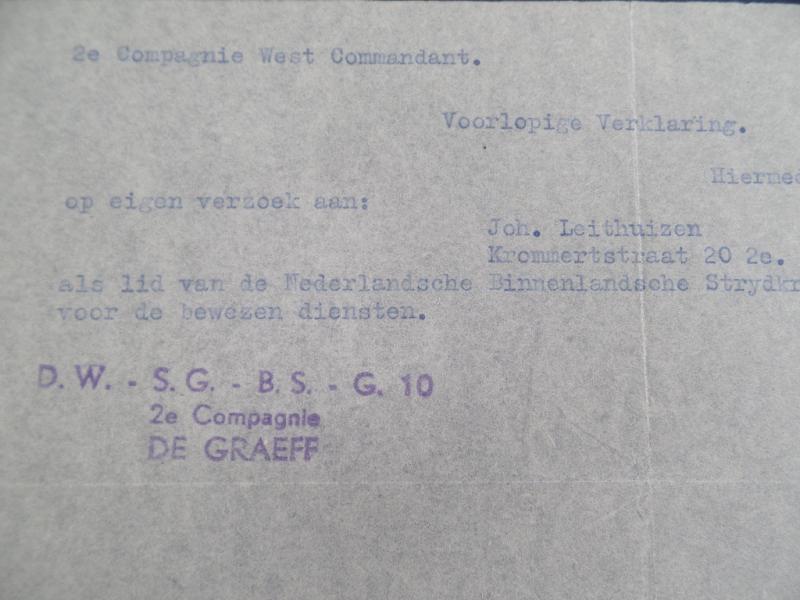 2e Compagnie West Commandant.
Voorlopige Verklaring.
Hiermed
op eigen verzoek aan:
Joh. Leithuizen
Krommertstraat 20 2e.
als lid van de Nederlandsche Binnenlandsche Strydkr
voor de bewezen diensten.
D.W. - S.G. - B.S. - G. 10
2e Compagnie
DE GRAEFF